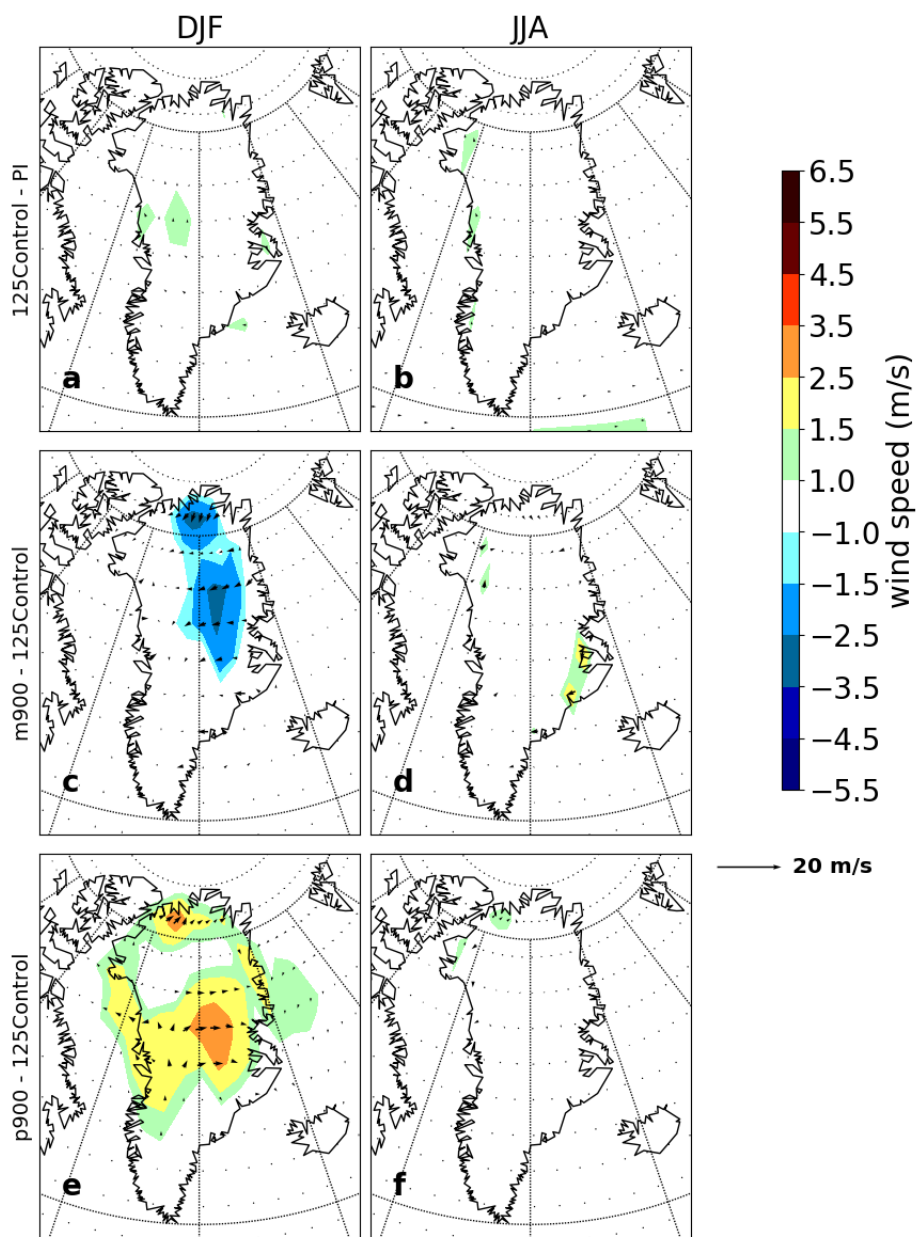 DJF JJA
125Control - PI
a b
m900 - 125Control
c d
p900 - 125Control
e f
6.5
5.5
4.5
3.5
2.5
1.5
1.0
−1.0
−1.5
−2.5
−3.5
−4.5
−5.5
wind speed (m/s)
20 m/s